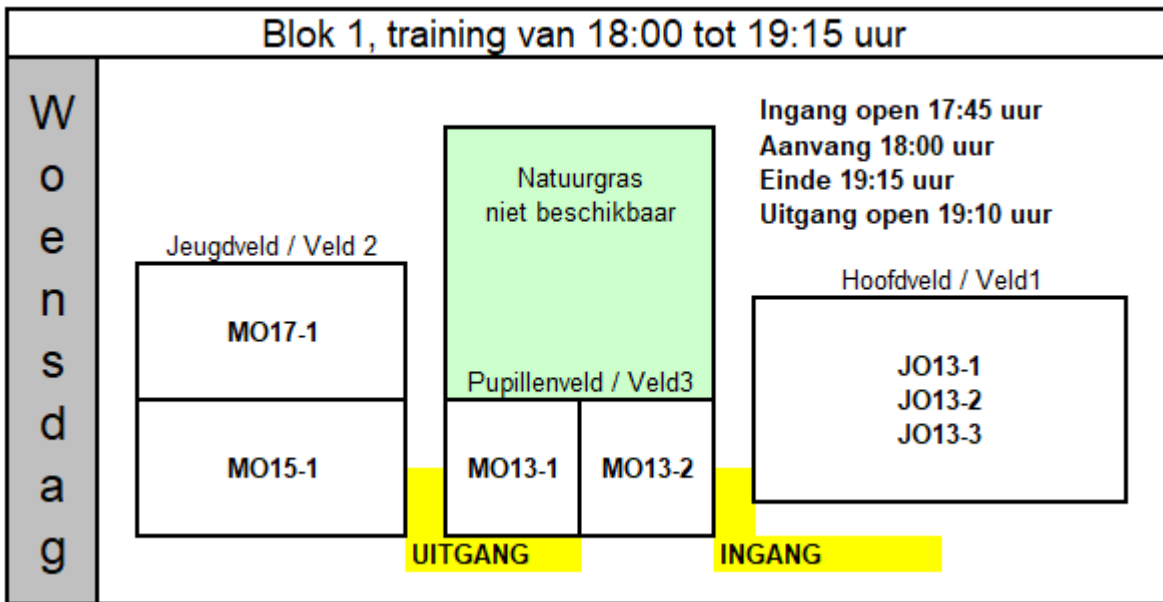 Blok 1, training van 18:00 tot 19:15 uur
Woensdag
Ingang open 17:45 uur
Aanvang 18:00 uur
Einde 19:15 uur
Uitgang open 19:10 uur
Natuurgras
niet beschikbaar
Jeugdveld / Veld 2
Hoofdveld / Veld1
MO17-1
JO13-1
JO13-2
JO13-3
Pupillenveld / Veld3
MO15-1
MO13-1
MO13-2
UITGANG
INGANG